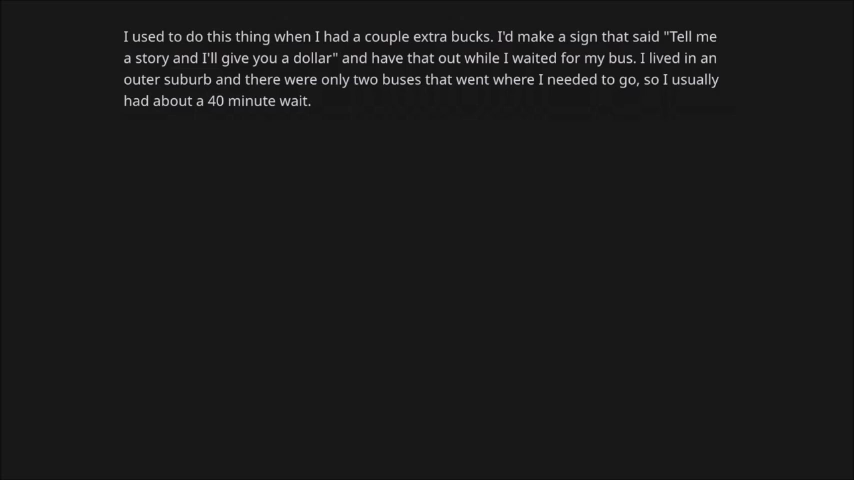 I used to do this thing when I had a couple extra bucks. I'd make a sign that said "Tell me
a story and I'll give you a dollar" and have that out while I waited for my bus. I lived in an
outer suburb and there were only two buses that went where I needed to go, so I usually
had about a 40 minute wait.